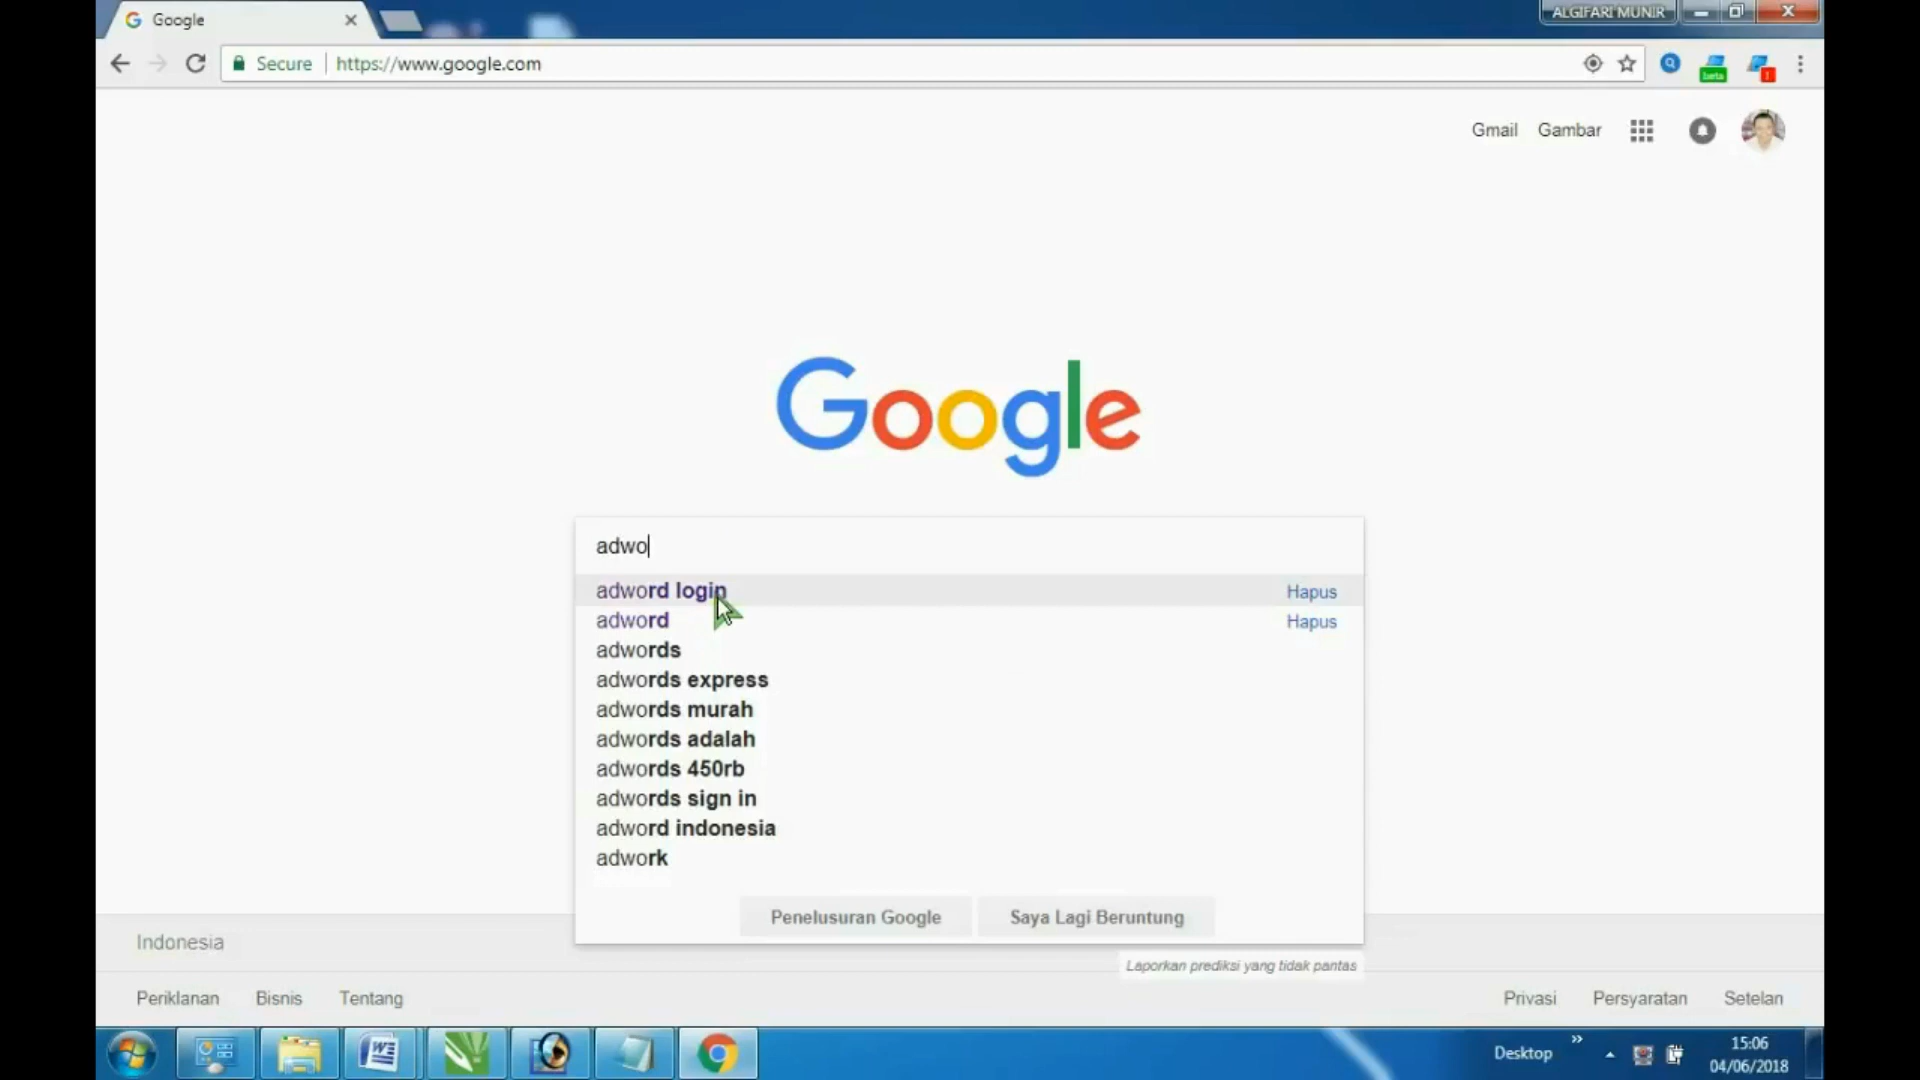 Google
ALGIFARI MUNIR
Secure
https://www.google.com
beta
Gmail
Gambar
Google
adwo
adword login
Hapus
adword
Hapus
adwords
adwords express
adwords murah
adwords adalah
adwords 450rb
adwords sign in
adword indonesia
adwork
Penelusuran Google
Saya Lagi Beruntung
Laporkan prediksi yang tidak pantas
Indonesia
Periklanan
Bisnis
Tentang
Privasi
Persyaratan
Setelan
Desktop
15:06
04/06/2018